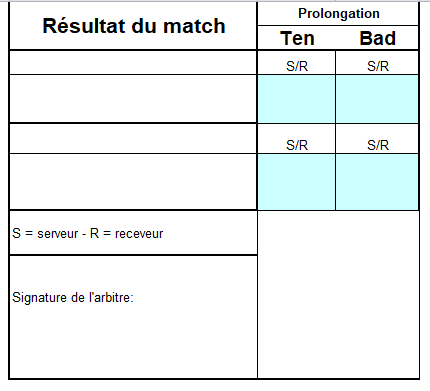 Résultat du match
Prolongation
Ten Bad
S/R S/R
S/R S/R
S = serveur - R = receveur
Signature de l'arbitre: